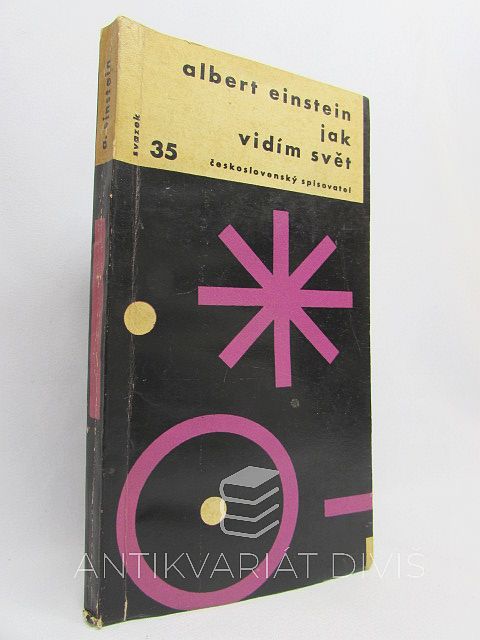 a. einstein
albert einstein
jak
vidím svět
svazek
35
československý spisovatel
ANTIKVARIÁT DIVIŠ